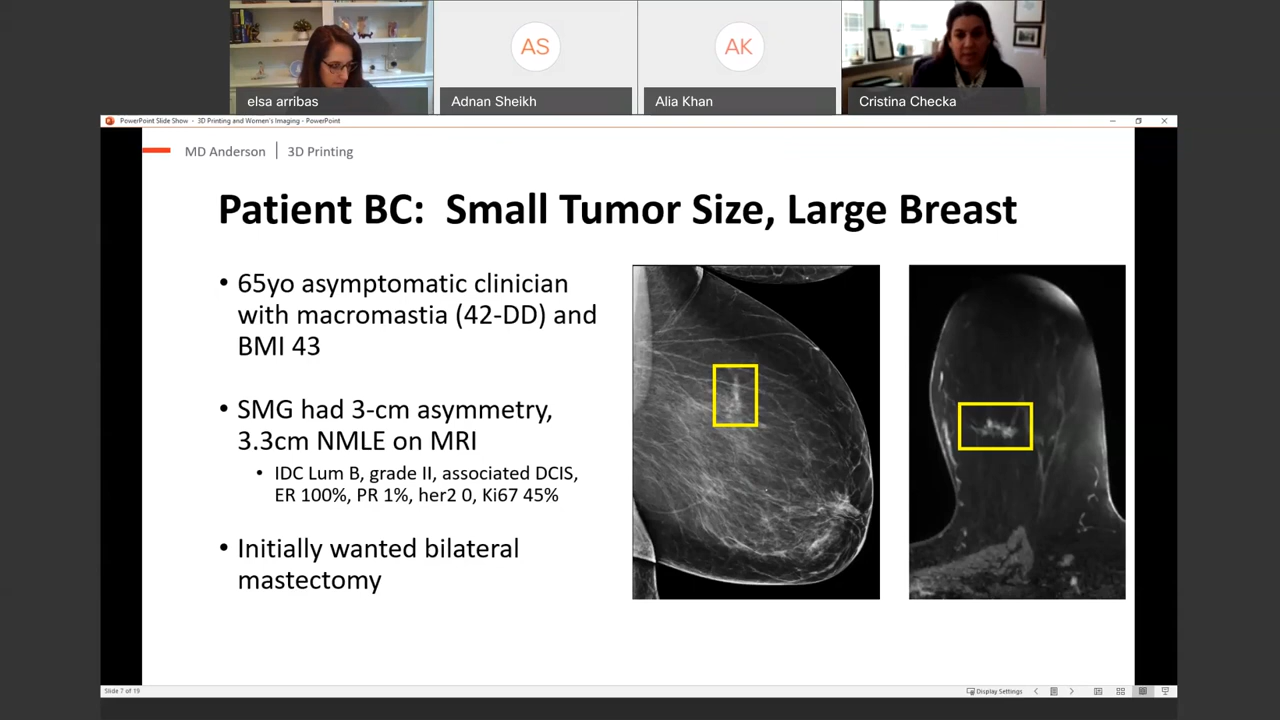 AS
AK
elsa arribas
Adnan Sheikh
Alia Khan
Cristina Checka
PowerPoint Slide Show - 3D Printing and Women's Imaging - PowerPoint
MD Anderson | 3D Printing
Patient BC: Small Tumor Size, Large Breast
• 65yo asymptomatic clinician
with macromastia (42-DD) and
BMI 43
• SMG had 3-cm asymmetry,
3.3cm NMLE on MRI
• IDC Lum B, grade II, associated DCIS,
ER 100%, PR 1%, her2 0, Ki67 45%
• Initially wanted bilateral
mastectomy
Slide 7 of 19
Display Settings